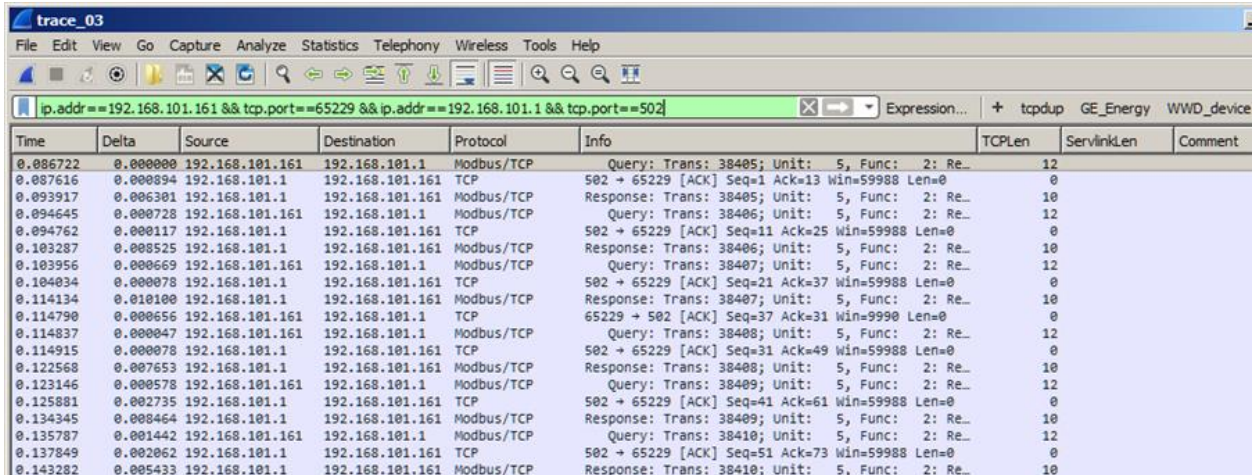 trace_03
File Edit View Go Capture Analyze Statistics Telephony Wireless Tools Help
ip.addr==192.168.101.161 && tcp.port==65229 && ip.addr==192.168.101.1 && tcp.port==502 Expression... + tcpdup GE_Energy WWD_device
Time Delta Source Destination Protocol Info TCPLen ServlinkLen Comment
0.086722 0.000000 192.168.101.161 192.168.101.1 Modbus/TCP Query: Trans: 38405; Unit: 5, Func: 2: Re… 12
0.087616 0.000894 192.168.101.1 192.168.101.161 TCP 502 → 65229 [ACK] Seq=1 Ack=13 Win=59988 Len=0 0
0.093917 0.006301 192.168.101.1 192.168.101.161 Modbus/TCP Response: Trans: 38405; Unit: 5, Func: 2: Re… 10
0.094645 0.000728 192.168.101.161 192.168.101.1 Modbus/TCP Query: Trans: 38406; Unit: 5, Func: 2: Re… 12
0.094762 0.000117 192.168.101.1 192.168.101.161 TCP 502 → 65229 [ACK] Seq=11 Ack=25 Win=59988 Len=0 0
0.103287 0.008525 192.168.101.1 192.168.101.161 Modbus/TCP Response: Trans: 38406; Unit: 5, Func: 2: Re… 10
0.103956 0.000669 192.168.101.161 192.168.101.1 Modbus/TCP Query: Trans: 38407; Unit: 5, Func: 2: Re… 12
0.104034 0.000078 192.168.101.1 192.168.101.161 TCP 502 → 65229 [ACK] Seq=21 Ack=37 Win=59988 Len=0 0
0.114134 0.010100 192.168.101.1 192.168.101.161 Modbus/TCP Response: Trans: 38407; Unit: 5, Func: 2: Re… 10
0.114790 0.000656 192.168.101.161 192.168.101.1 TCP 65229 → 502 [ACK] Seq=37 Ack=31 Win=9990 Len=0 0
0.114837 0.000047 192.168.101.161 192.168.101.1 Modbus/TCP Query: Trans: 38408; Unit: 5, Func: 2: Re… 12
0.114915 0.000078 192.168.101.1 192.168.101.161 TCP 502 → 65229 [ACK] Seq=31 Ack=49 Win=59988 Len=0 0
0.122568 0.007653 192.168.101.1 192.168.101.161 Modbus/TCP Response: Trans: 38408; Unit: 5, Func: 2: Re… 10
0.123146 0.000578 192.168.101.161 192.168.101.1 Modbus/TCP Query: Trans: 38409; Unit: 5, Func: 2: Re… 12
0.125881 0.002735 192.168.101.1 192.168.101.161 TCP 502 → 65229 [ACK] Seq=41 Ack=61 Win=59988 Len=0 0
0.134345 0.008464 192.168.101.1 192.168.101.161 Modbus/TCP Response: Trans: 38409; Unit: 5, Func: 2: Re… 10
0.135787 0.001442 192.168.101.161 192.168.101.1 Modbus/TCP Query: Trans: 38410; Unit: 5, Func: 2: Re… 12
0.137849 0.002062 192.168.101.1 192.168.101.161 TCP 502 → 65229 [ACK] Seq=51 Ack=73 Win=59988 Len=0 0
0.143282 0.005433 192.168.101.1 192.168.101.161 Modbus/TCP Response: Trans: 38410; Unit: 5, Func: 2: Re… 10